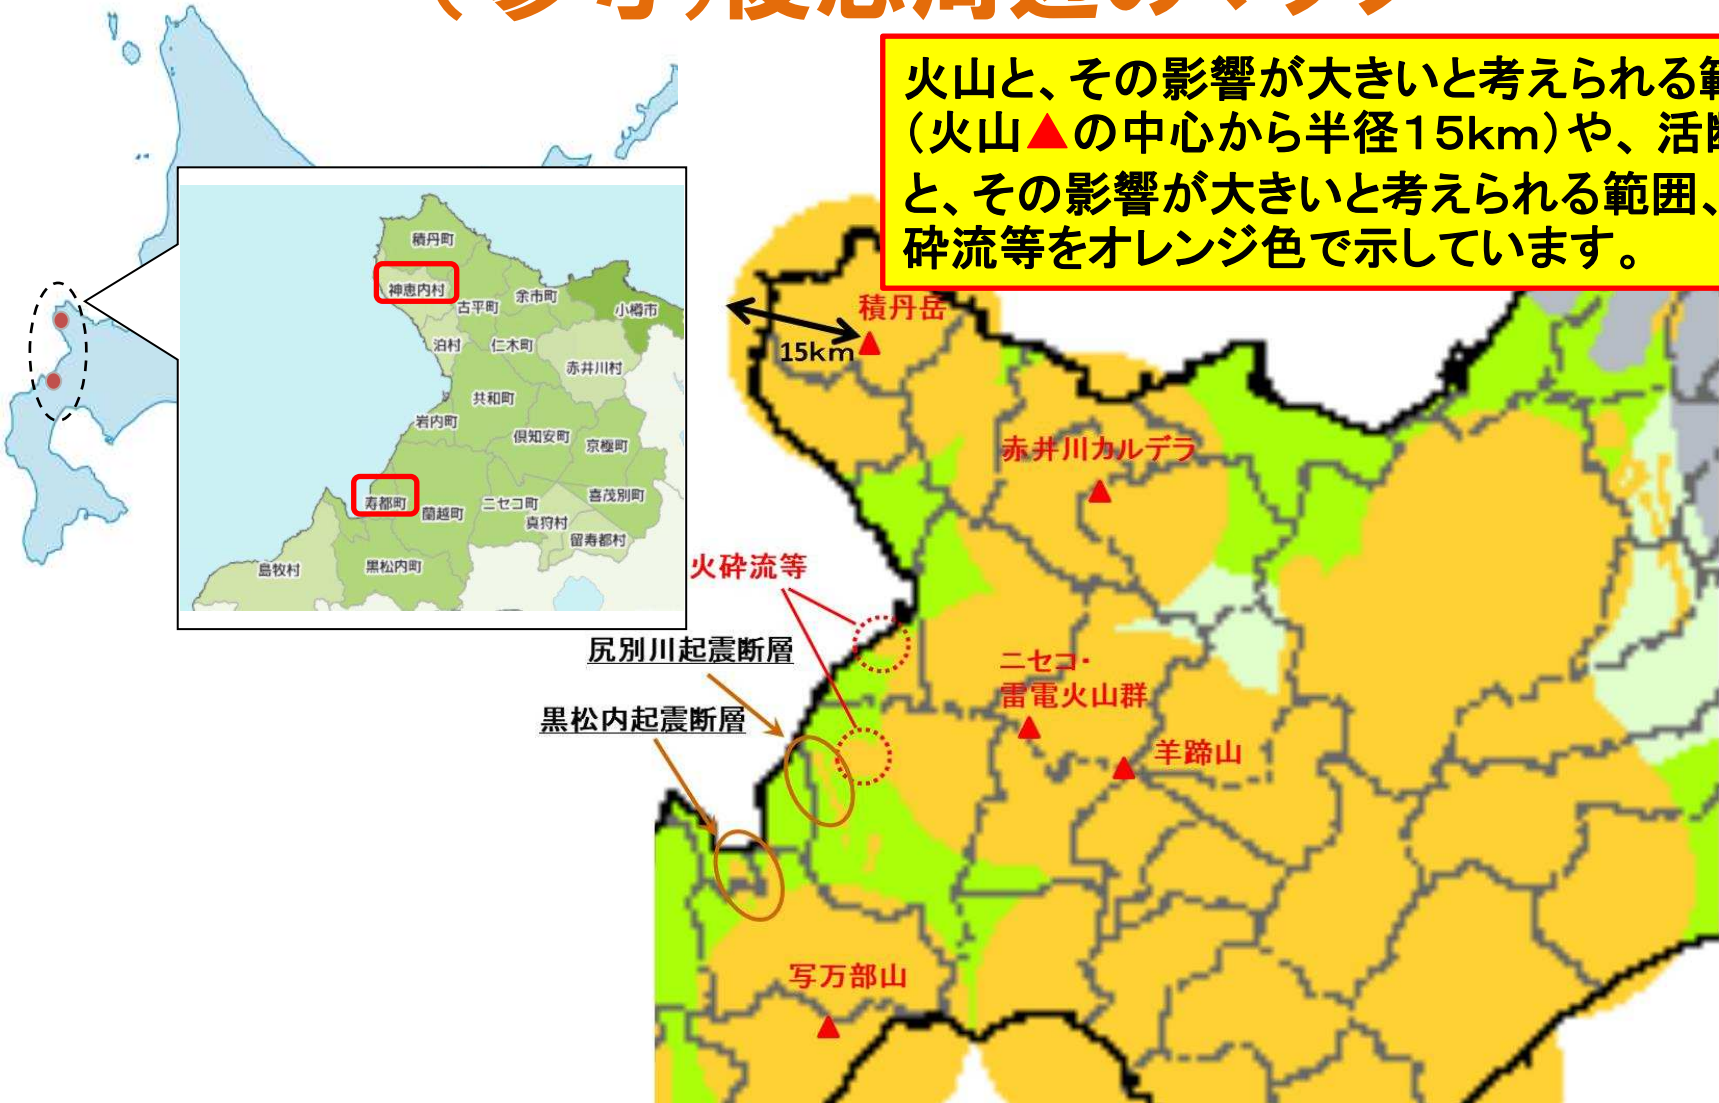 火山と、その影響が大きいと考えられる範
（火山▲の中心から半径15km）や、活断
と、その影響が大きいと考えられる範囲、
砕流等をオレンジ色で示しています。
積丹町
神恵内村
古平町
余市町
小樽市
泊村
仁木町
赤井川村
共和町
岩内町
倶知安町
京極町
寿都町
蘭越町
ニセコ町
喜茂別町
真狩村
留寿都村
島牧村
黒松内町
積丹岳
15km
赤井川カルデラ
火砕流等
尻別川起震断層
黒松内起震断層
ニセコ・
雷電火山群
羊蹄山
写万部山